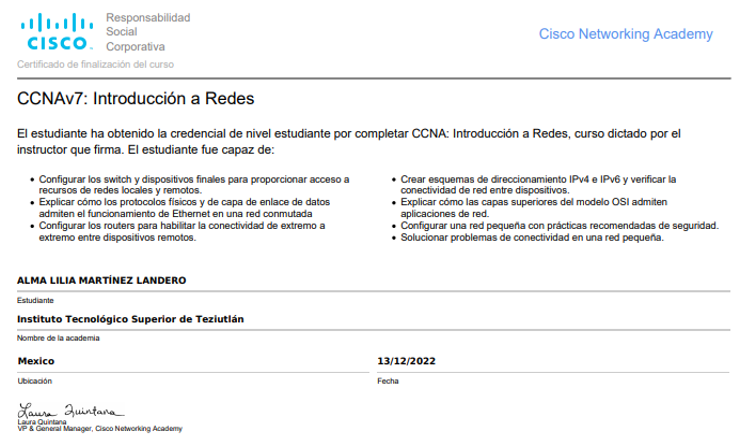 CISCO
Responsabilidad
Social
Corporativa
Cisco Networking Academy
Certificado de finalización del curso
CCNAv7: Introducción a Redes
El estudiante ha obtenido la credencial de nivel estudiante por completar CCNA: Introducción a Redes, curso dictado por el
instructor que firma. El estudiante fue capaz de:
• Configurar los switch y dispositivos finales para proporcionar acceso a
recursos de redes locales y remotos.
• Explicar cómo los protocolos físicos y de capa de enlace de datos
admiten el funcionamiento de Ethernet en una red conmutada
• Configurar los routers para habilitar la conectividad de extremo a
extremo entre dispositivos remotos.
• Crear esquemas de direccionamiento IPv4 e IPv6 y verificar la
conectividad de red entre dispositivos.
• Explicar cómo las capas superiores del modelo OSI admiten
aplicaciones de red.
• Configurar una red pequeña con prácticas recomendadas de seguridad.
• Solucionar problemas de conectividad en una red pequeña.
ALMA LILIA MARTÍNEZ LANDERO
Estudiante
Instituto Tecnológico Superior de Teziutlán
Nombre de la academia
Mexico
Ubicación
13/12/2022
Fecha
Laura Quintana
Laura Quintana
VP & General Manager, Cisco Networking Academy